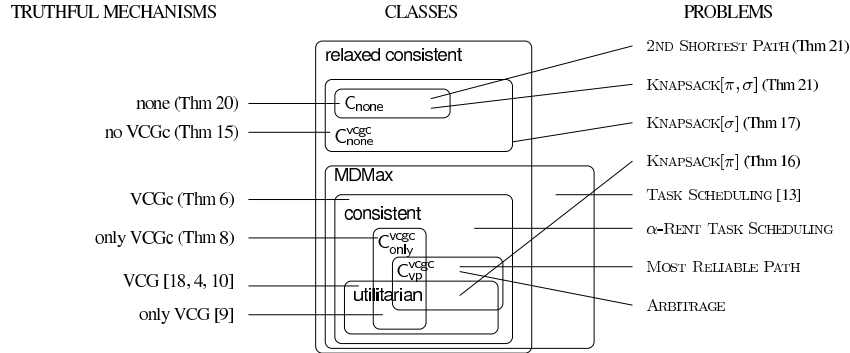 TRUTHFUL MECHANISMS CLASSES PROBLEMS
relaxed consistent
2ND SHORTEST PATH (Thm 21)
KNAPSACK[π, σ] (Thm 21)
none (Thm 20)
C_none
no VCGc (Thm 15)
C^vcgc_none
KNAPSACK[σ] (Thm 17)
KNAPSACK[π] (Thm 16)
MDMax
VCGc (Thm 6)
TASK SCHEDULING [13]
consistent
only VCGc (Thm 8)
C^vcgc_only
α-RENT TASK SCHEDULING
C^vcgc_vp
MOST RELIABLE PATH
VCG [18, 4, 10]
utilitarian
ARBITRAGE
only VCG [9]